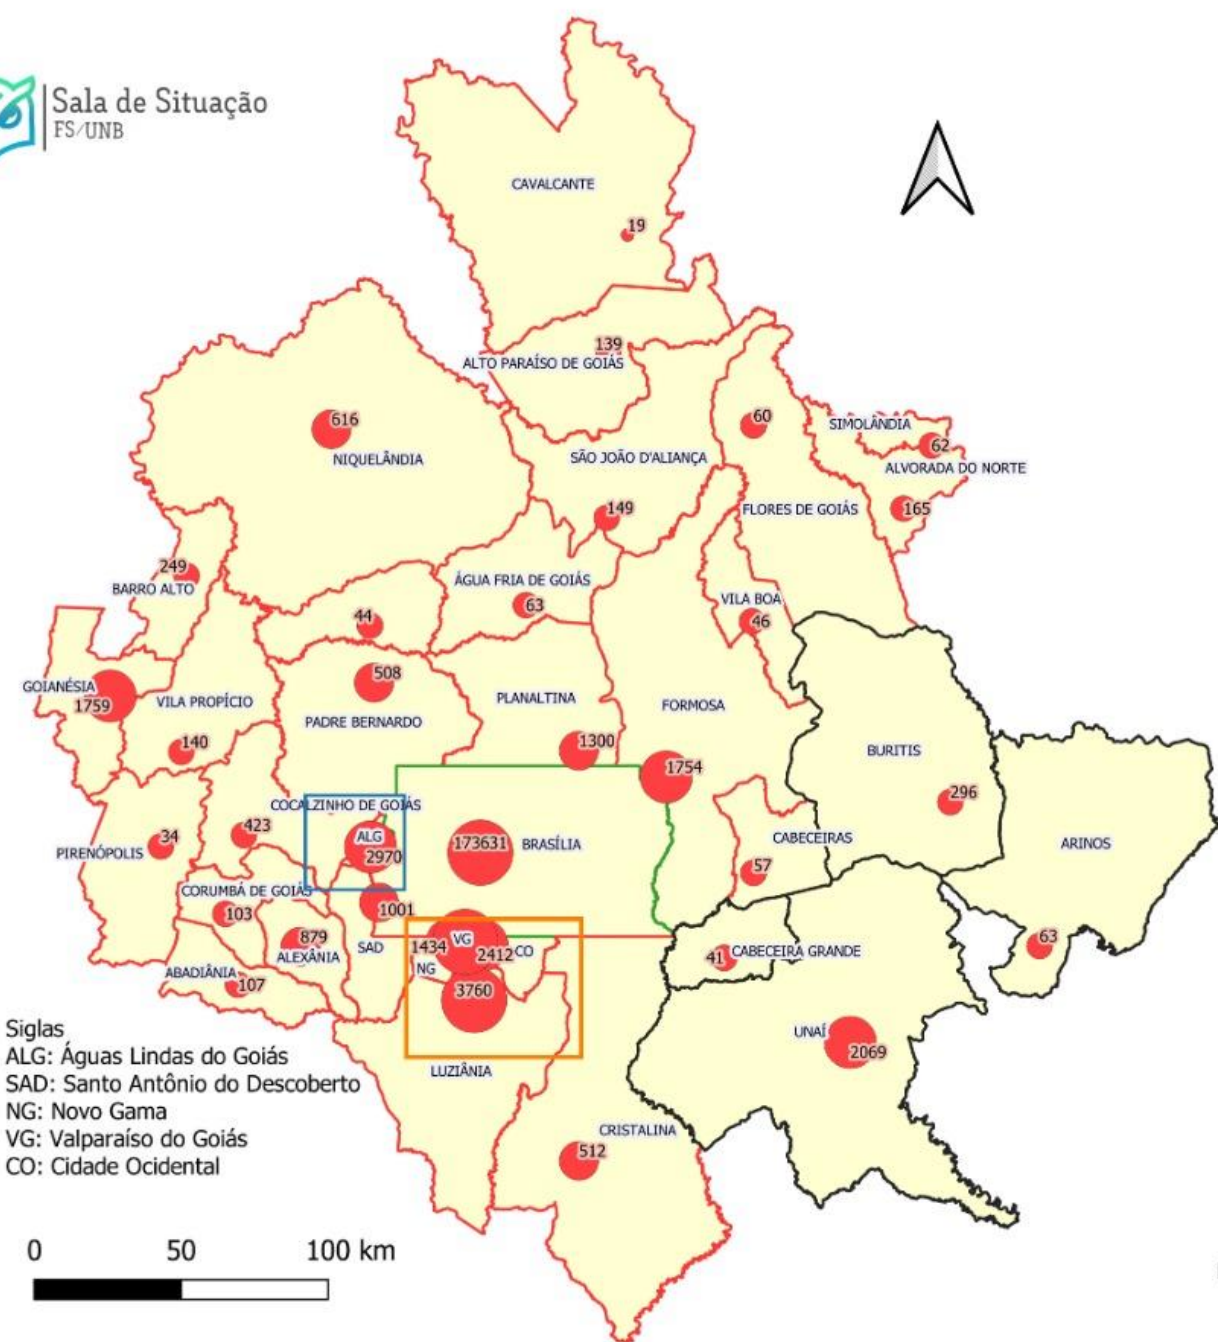 Sala de Situação
FS/UNB
CAVALCANTE
19
139
ALTO PARAÍSO DE GOIÁS
616
NIQUELÂNDIA
60
SIMOLÂNDIA
62
SÃO JOÃO D'ALIANÇA
ALVORADA DO NORTE
149
FLORES DE GOIÁS
165
249
BARRO ALTO
ÁGUA FRIA DE GOIÁS
63
VILA BOA
46
44
508
GOIANÉSIA
1759
VILA PROPÍCIO
PADRE BERNARDO
PLANALTINA
FORMOSA
140
1300
1754
BURITIS
296
COCALZINHO DE GOIÁS
423
ALG
2970
173631
BRASÍLIA
34
PIRENÓPOLIS
CABECEIRAS
57
ARINOS
CORUMBÁ DE GOIÁS
103
1001
879
ALEXÂNIA
SAD
1434
VG
2412
CO
NG
41
CABECEIRA GRANDE
63
ABADIÂNIA
107
3760
UNAÍ
2069
LUZIÂNIA
CRISTALINA
512
Siglas
ALG: Águas Lindas do Goiás
SAD: Santo Antônio do Descoberto
NG: Novo Gama
VG: Valparaíso do Goiás
CO: Cidade Ocidental
0 50 100 km